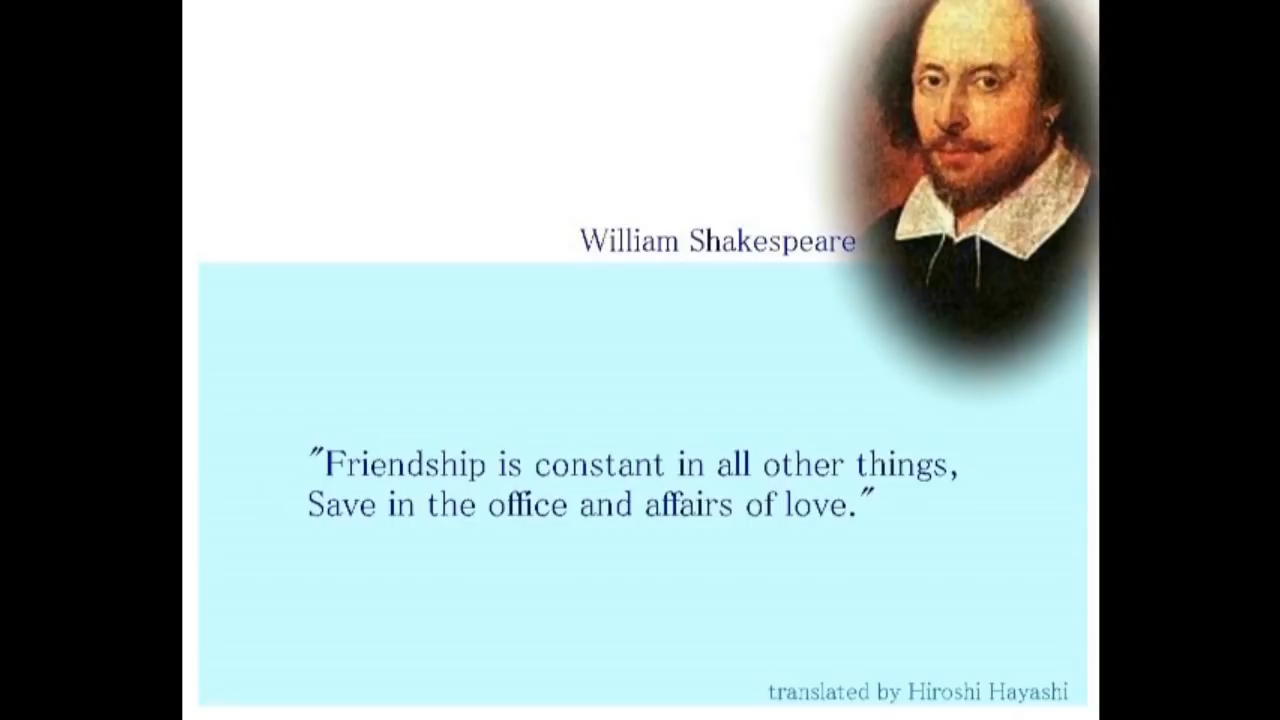 William Shakespeare
"Friendship is constant in all other things,
Save in the office and affairs of love."
translated by Hiroshi Hayashi